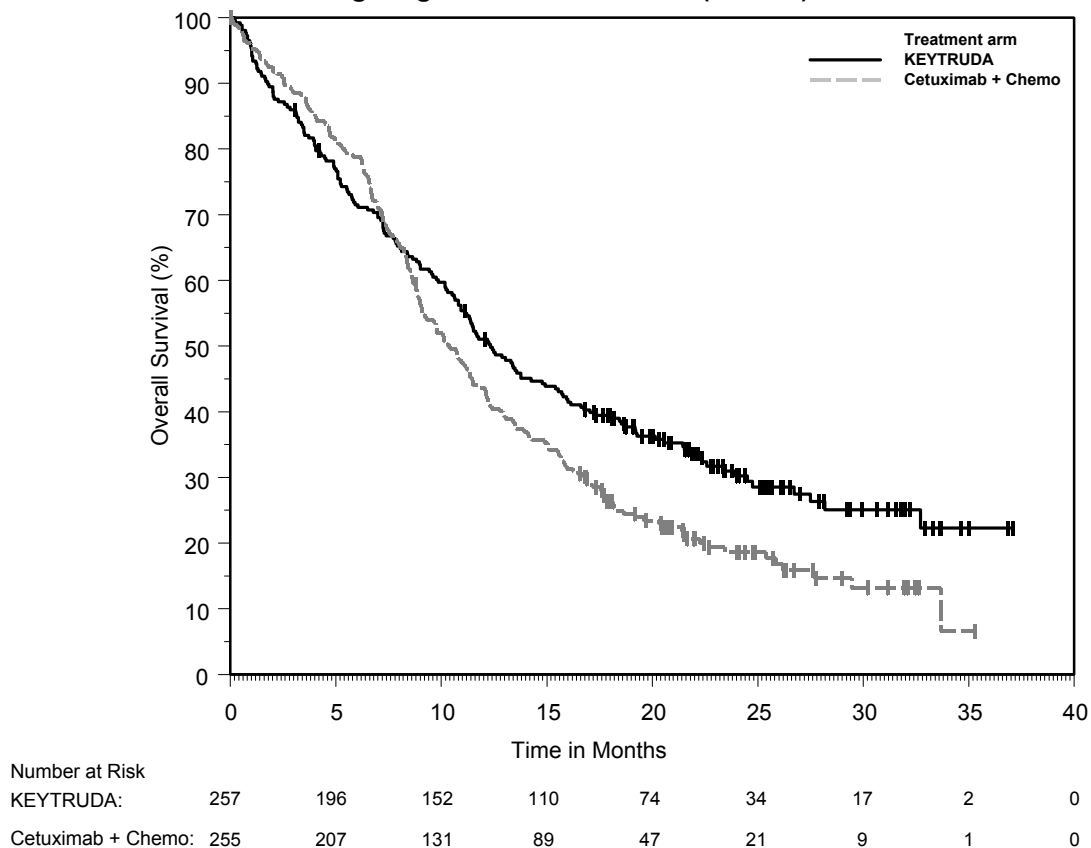 Treatment arm
KEYTRUDA
Cetuximab + Chemo
Overall Survival (%)
100
90
80
70
60
50
40
30
20
10
0
0 5 10 15 20 25 30 35 40
Time in Months
Number at Risk
KEYTRUDA: 257 196 152 110 74 34 17 2 0
Cetuximab + Chemo: 255 207 131 89 47 21 9 1 0